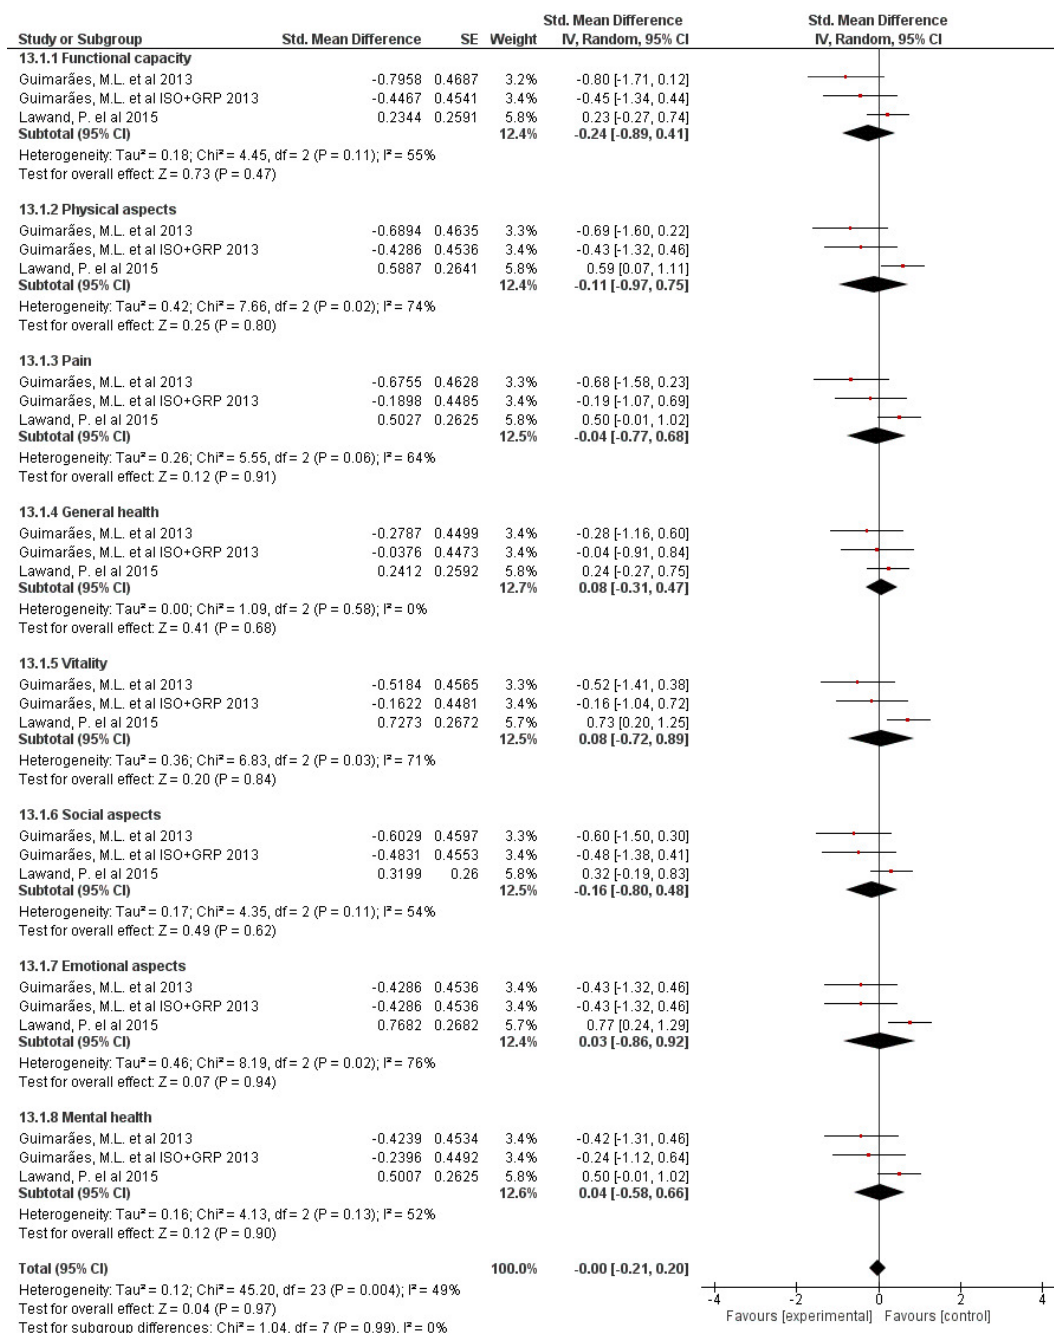 Std. Mean Difference Std. Mean Difference
Study or Subgroup Std. Mean Difference SE Weight IV, Random, 95% CI IV, Random, 95% CI
13.1.1 Functional capacity
Guimarães, M.L. et al 2013 -0.7958 0.4687 3.2% -0.80 [-1.71, 0.12]
Guimarães, M.L. et al ISO+GRP 2013 -0.4467 0.4541 3.4% -0.45 [-1.34, 0.44]
Lawand, P. el al 2015 0.2344 0.2591 5.8% 0.23 [-0.27, 0.74]
Subtotal (95% CI) 12.4% -0.24 [-0.89, 0.41]
Heterogeneity: Tau² = 0.18; Chi² = 4.45, df = 2 (P = 0.11); I² = 55%
Test for overall effect: Z = 0.73 (P = 0.47)
13.1.2 Physical aspects
Guimarães, M.L. et al 2013 -0.6894 0.4635 3.3% -0.69 [-1.60, 0.22]
Guimarães, M.L. et al ISO+GRP 2013 -0.4286 0.4536 3.4% -0.43 [-1.32, 0.46]
Lawand, P. el al 2015 0.5887 0.2641 5.8% 0.59 [0.07, 1.11]
Subtotal (95% CI) 12.4% -0.11 [-0.97, 0.75]
Heterogeneity: Tau² = 0.42; Chi² = 7.66, df = 2 (P = 0.02); I² = 74%
Test for overall effect: Z = 0.25 (P = 0.80)
13.1.3 Pain
Guimarães, M.L. et al 2013 -0.6755 0.4628 3.3% -0.68 [-1.58, 0.23]
Guimarães, M.L. et al ISO+GRP 2013 -0.1898 0.4485 3.4% -0.19 [-1.07, 0.69]
Lawand, P. el al 2015 0.5027 0.2625 5.8% 0.50 [-0.01, 1.02]
Subtotal (95% CI) 12.5% -0.04 [-0.77, 0.68]
Heterogeneity: Tau² = 0.26; Chi² = 5.55, df = 2 (P = 0.06); I² = 64%
Test for overall effect: Z = 0.12 (P = 0.91)
13.1.4 General health
Guimarães, M.L. et al 2013 -0.2787 0.4499 3.4% -0.28 [-1.16, 0.60]
Guimarães, M.L. et al ISO+GRP 2013 -0.0376 0.4473 3.4% -0.04 [-0.91, 0.84]
Lawand, P. el al 2015 0.2412 0.2592 5.8% 0.24 [-0.27, 0.75]
Subtotal (95% CI) 12.7% 0.08 [-0.31, 0.47]
Heterogeneity: Tau² = 0.00; Chi² = 1.09, df = 2 (P = 0.58); I² = 0%
Test for overall effect: Z = 0.41 (P = 0.68)
13.1.5 Vitality
Guimarães, M.L. et al 2013 -0.5184 0.4565 3.3% -0.52 [-1.41, 0.38]
Guimarães, M.L. et al ISO+GRP 2013 -0.1622 0.4481 3.4% -0.16 [-1.04, 0.72]
Lawand, P. el al 2015 0.7273 0.2672 5.7% 0.73 [0.20, 1.25]
Subtotal (95% CI) 12.5% 0.08 [-0.72, 0.89]
Heterogeneity: Tau² = 0.36; Chi² = 6.83, df = 2 (P = 0.03); I² = 71%
Test for overall effect: Z = 0.20 (P = 0.84)
13.1.6 Social aspects
Guimarães, M.L. et al 2013 -0.6029 0.4597 3.3% -0.60 [-1.50, 0.30]
Guimarães, M.L. et al ISO+GRP 2013 -0.4831 0.4553 3.4% -0.48 [-1.38, 0.41]
Lawand, P. el al 2015 0.3199 0.26 5.8% 0.32 [-0.19, 0.83]
Subtotal (95% CI) 12.5% -0.16 [-0.80, 0.48]
Heterogeneity: Tau² = 0.17; Chi² = 4.35, df = 2 (P = 0.11); I² = 54%
Test for overall effect: Z = 0.49 (P = 0.62)
13.1.7 Emotional aspects
Guimarães, M.L. et al 2013 -0.4286 0.4536 3.4% -0.43 [-1.32, 0.46]
Guimarães, M.L. et al ISO+GRP 2013 -0.4286 0.4536 3.4% -0.43 [-1.32, 0.46]
Lawand, P. el al 2015 0.7682 0.2682 5.7% 0.77 [0.24, 1.29]
Subtotal (95% CI) 12.4% 0.03 [-0.86, 0.92]
Heterogeneity: Tau² = 0.46; Chi² = 8.19, df = 2 (P = 0.02); I² = 76%
Test for overall effect: Z = 0.07 (P = 0.94)
13.1.8 Mental health
Guimarães, M.L. et al 2013 -0.4239 0.4534 3.4% -0.42 [-1.31, 0.46]
Guimarães, M.L. et al ISO+GRP 2013 -0.2396 0.4492 3.4% -0.24 [-1.12, 0.64]
Lawand, P. el al 2015 0.5007 0.2625 5.8% 0.50 [-0.01, 1.02]
Subtotal (95% CI) 12.6% 0.04 [-0.58, 0.66]
Heterogeneity: Tau² = 0.16; Chi² = 4.13, df = 2 (P = 0.13); I² = 52%
Test for overall effect: Z = 0.12 (P = 0.90)
Total (95% CI) 100.0% -0.00 [-0.21, 0.20]
Heterogeneity: Tau² = 0.12; Chi² = 45.20, df = 23 (P = 0.004); I² = 49%
Test for overall effect: Z = 0.04 (P = 0.97)
Test for subgroup differences: Chi² = 1.04, df = 7 (P = 0.99), I² = 0%
-4 -2 0 2 4
Favours [experimental] Favours [control]